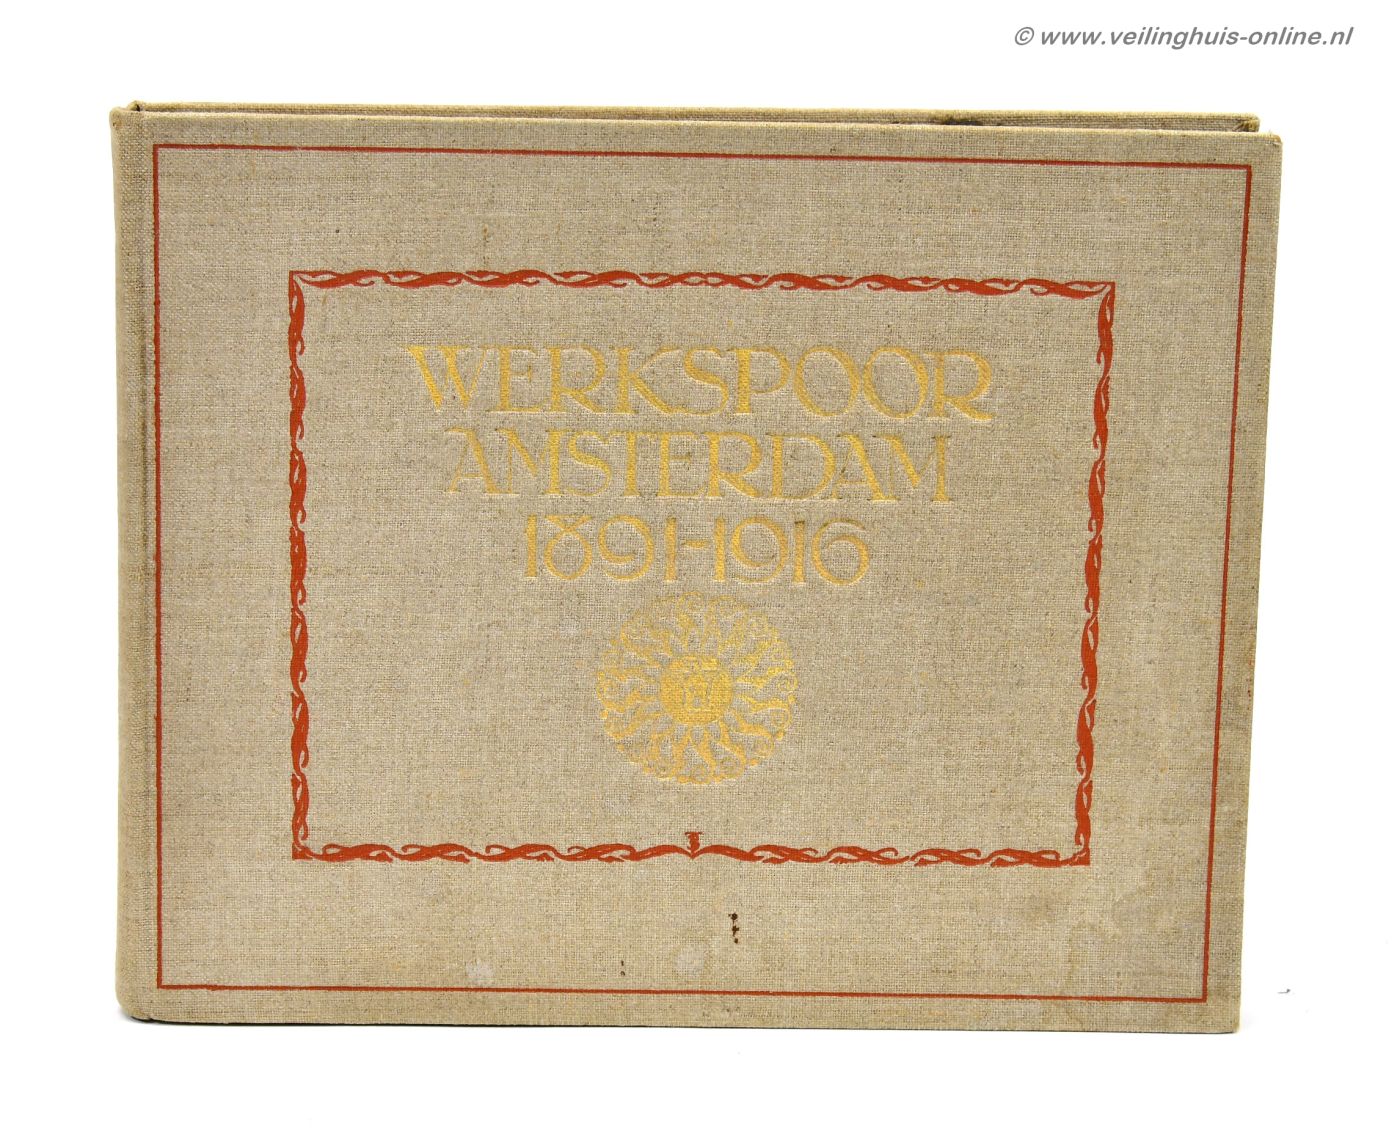 © www.veilinghuis-online.nl
WERKSPOOR
AMSTERDAM
1891-1916